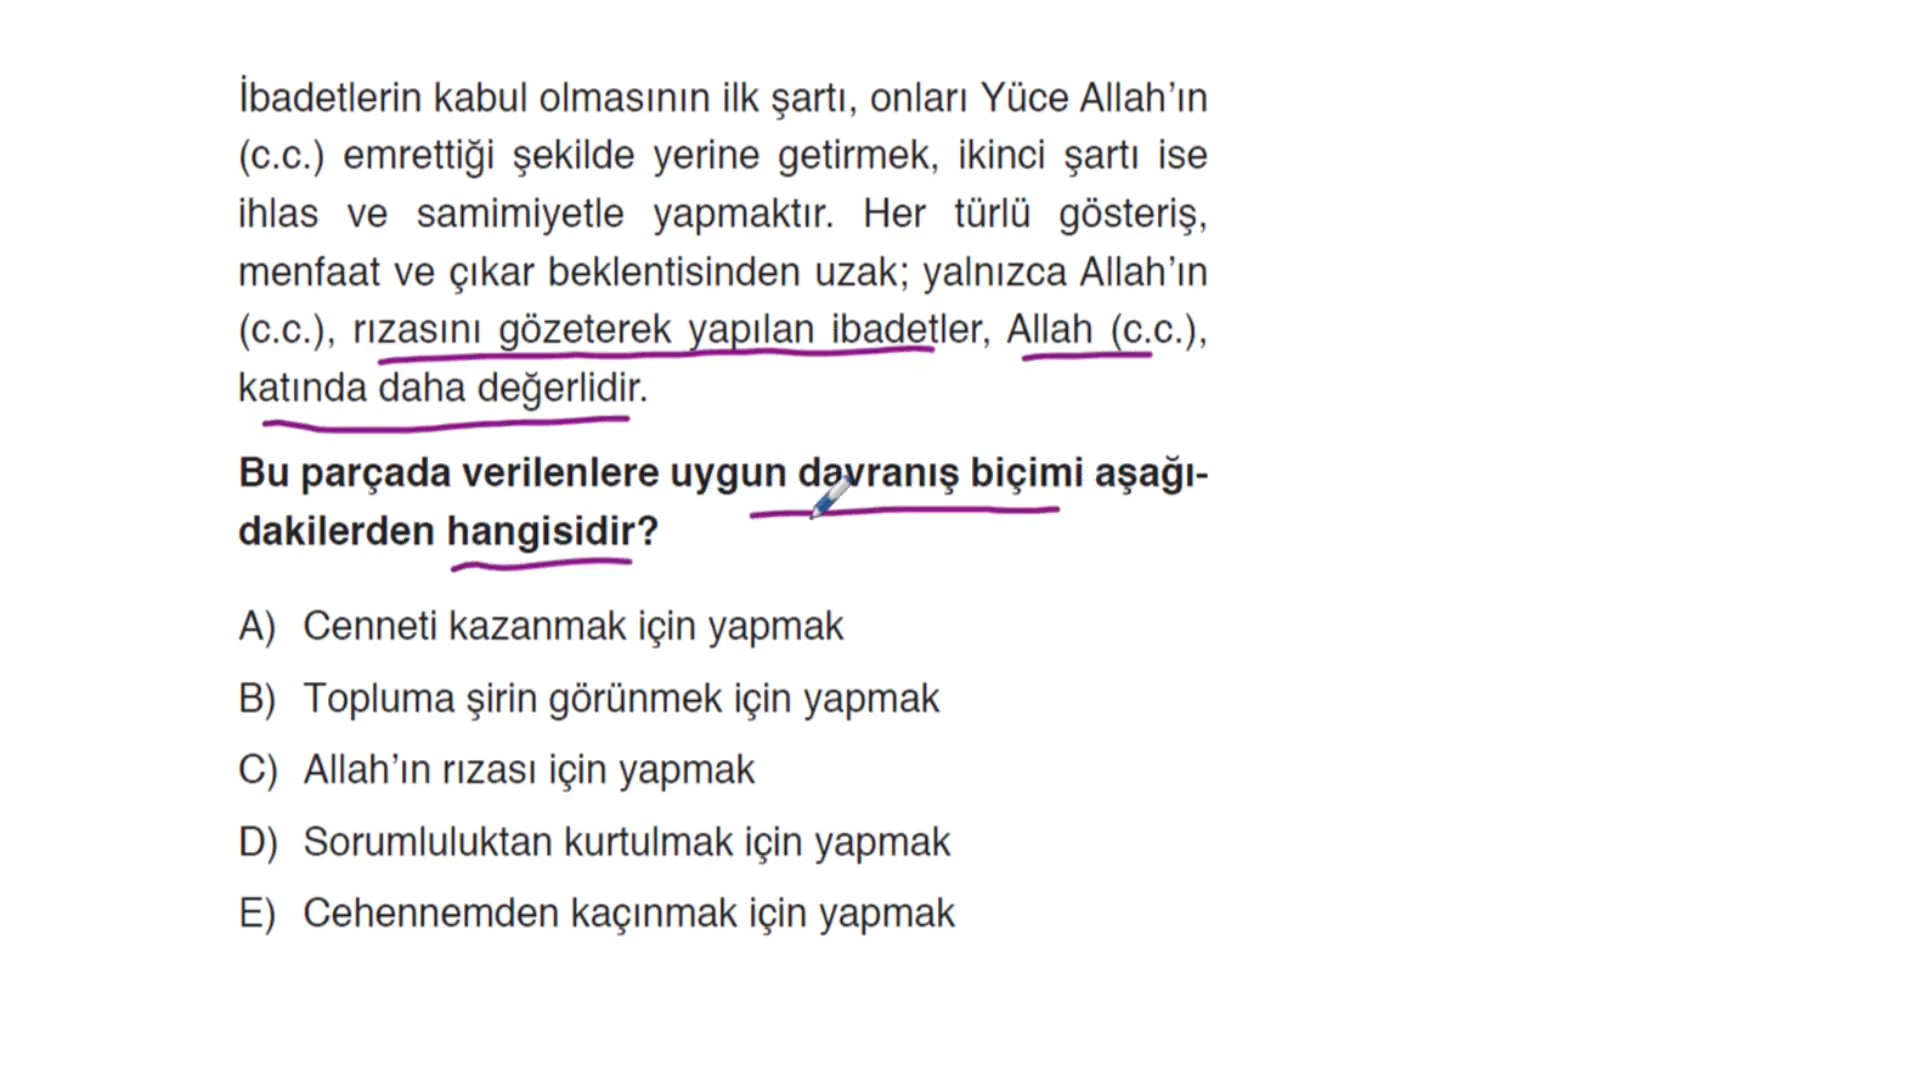 İbadetlerin kabul olmasının ilk şartı, onları Yüce Allah’ın
(c.c.) emrettiği şekilde yerine getirmek, ikinci şartı ise
ihlas ve samimiyetle yapmaktır. Her türlü gösteriş,
menfaat ve çıkar beklentisinden uzak; yalnızca Allah’ın
(c.c.), rızasını gözeterek yapılan ibadetler, Allah (c.c.),
katında daha değerlidir.
Bu parçada verilenlere uygun davranış biçimi aşağı-
dakilerden hangisidir?
A) Cenneti kazanmak için yapmak
B) Topluma şirin görünmek için yapmak
C) Allah’ın rızası için yapmak
D) Sorumluluktan kurtulmak için yapmak
E) Cehennemden kaçınmak için yapmak